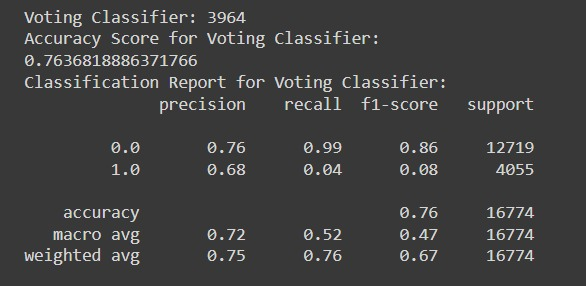 Voting Classifier: 3964
Accuracy Score for Voting Classifier:
0.7636818886371766
Classification Report for Voting Classifier:
precision recall f1-score support
0.0 0.76 0.99 0.86 12719
1.0 0.68 0.04 0.08 4055
accuracy 0.76 16774
macro avg 0.72 0.52 0.47 16774
weighted avg 0.75 0.76 0.67 16774